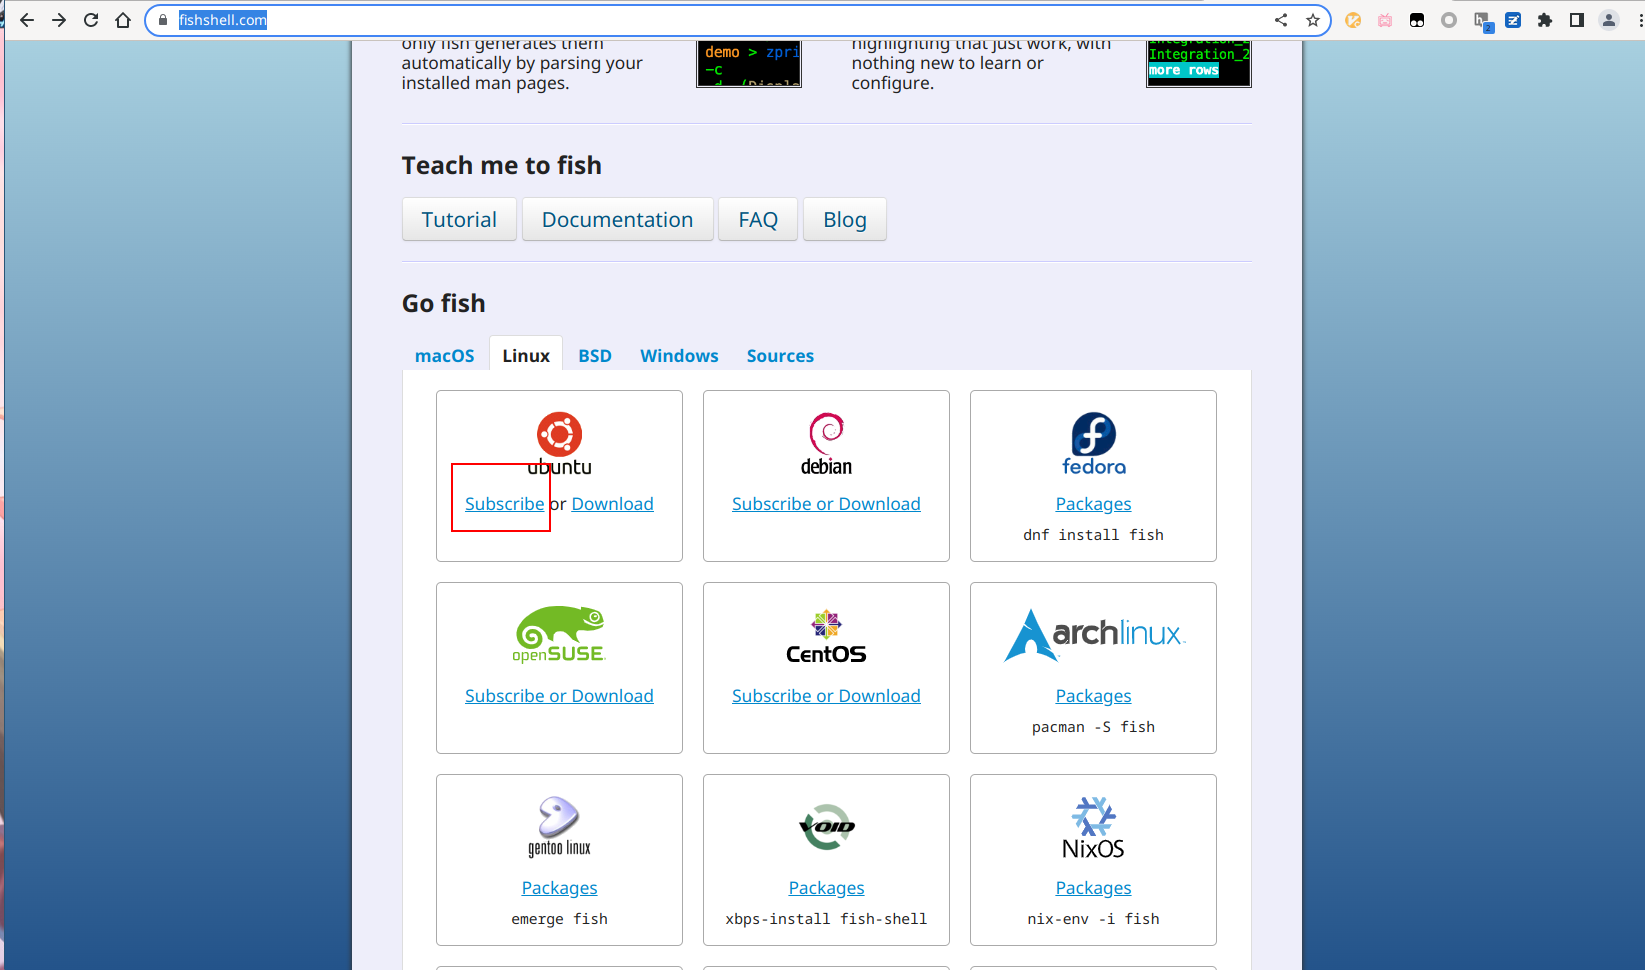 fishshell.com
only fish generates them
automatically by parsing your
installed man pages.
demo > zpri
-c
highlighting that just work, with
nothing new to learn or
configure.
Integration_2
more rows
Teach me to fish
Tutorial
Documentation
FAQ
Blog
Go fish
macOS
Linux
BSD
Windows
Sources
ubuntu
Subscribe or Download
debian
Subscribe or Download
fedora
Packages
dnf install fish
openSUSE
Subscribe or Download
CentOS
Subscribe or Download
archlinux
Packages
pacman -S fish
gentoo linux
Packages
emerge fish
VOID
Packages
xbps-install fish-shell
NixOS
Packages
nix-env -i fish